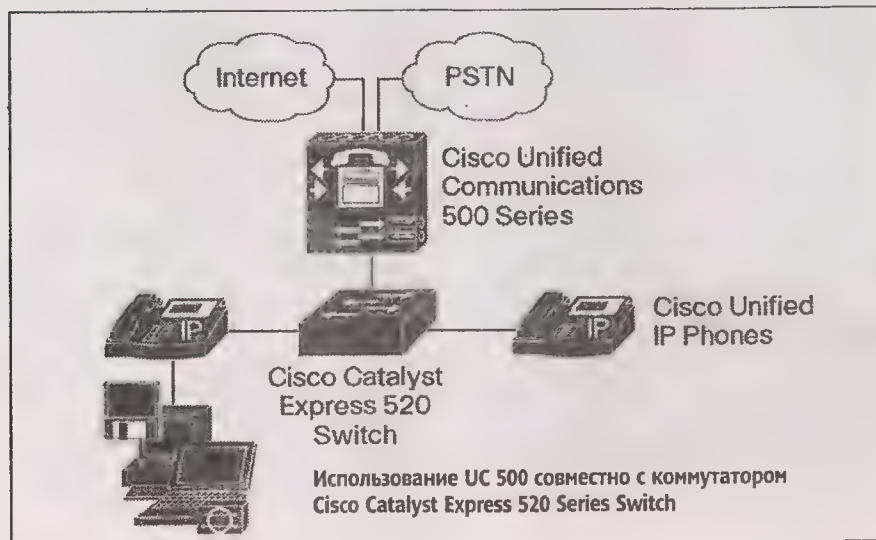 Internet
PSTN
Cisco Unified
Communications
500 Series
IP
IP
Cisco Unified
IP Phones
Cisco Catalyst
Express 520
Switch
Использование UC 500 совместно с коммутатором
Cisco Catalyst Express 520 Series Switch